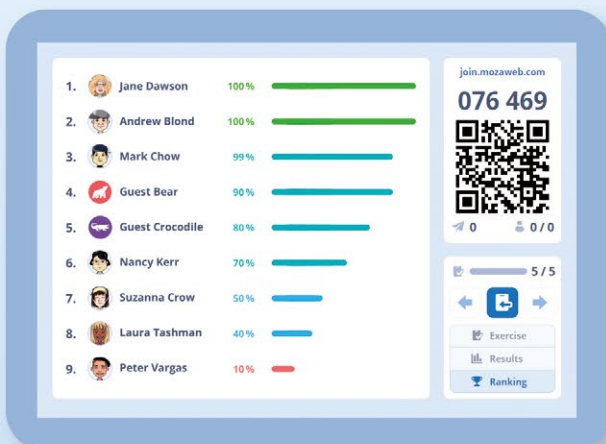 1. Jane Dawson 100%
2. Andrew Blond 100%
3. Mark Chow 99%
4. Guest Bear 90%
5. Guest Crocodile 80%
6. Nancy Kerr 70%
7. Suzanna Crow 50%
8. Laura Tashman 40%
9. Peter Vargas 10%
join.mozaweb.com
076 469
0 0/0
5/5
Exercise
Results
Ranking